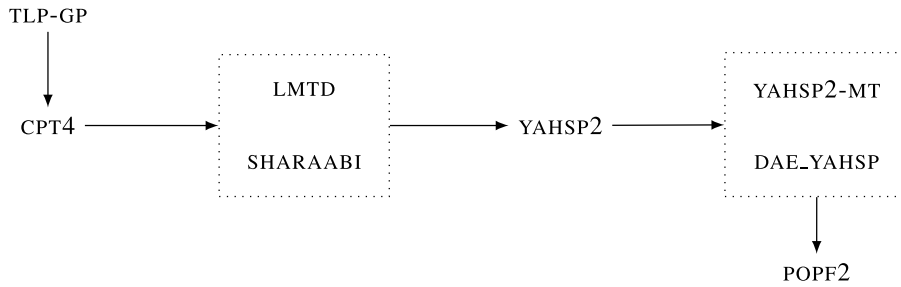 TLP-GP
CPT4
LMTD
SHARAABI
YAHSP2
YAHSP2-MT
DAE_YAHSP
POPF2